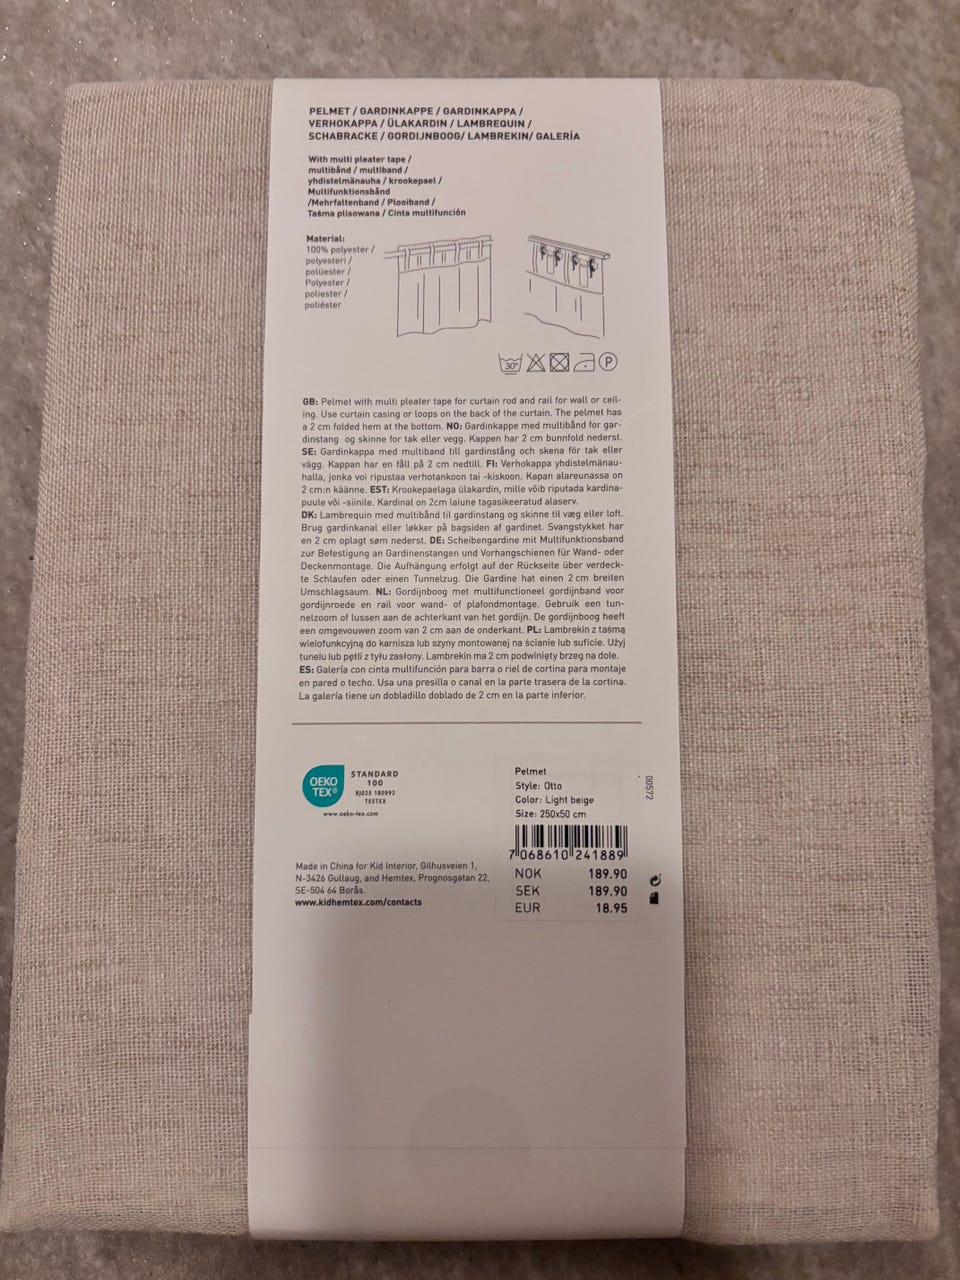 PELMET / GARDINKAPPE / GARDINKAPPA /
VERHOKAPPA / ÜLAKARDIN / LAMBREQUIN /
SCHABRACKE / GORDIJNBOOG/ LAMBREKIN/ GALERÍA
With multi pleater tape /
multibånd / multiband /
yhdistelmänauha / krookepael /
Multifunktionsbånd
/Mehrfaltenband / Plooiband /
Taśma plisowana / Cinta multifunción
Material:
100% polyester /
polyesteri /
polüester /
Polyester /
poliester /
poliéster
30°
P
GB: Pelmet with multi pleater tape for curtain rod and rail for wall or ceil-
ing. Use curtain casing or loops on the back of the curtain. The pelmet has
a 2 cm folded hem at the bottom. NO: Gardinkappe med multibånd for gar-
dinstang og skinne for tak eller vegg. Kappen har 2 cm bunnfold nederst.
SE: Gardinkappa med multiband till gardinstång och skena för tak eller
vägg. Kappan har en fåll på 2 cm nedtill. FI: Verhokappa yhdistelmänau-
halla, jonka voi ripustaa verhotankoon tai -kiskoon. Kapan alareunassa on
2 cm:n käänne. EST: Krookepaelaga ülakardin, mille võib riputada kardina-
puule või -siinile. Kardinal on 2cm laiune tagasikeeratud alaserv.
DK: Lambrequin med multibånd til gardinstang og skinne til væg eller loft.
Brug gardinkanal eller løkker på bagsiden af gardinet. Svangstykket har
en 2 cm oplagt søm nederst. DE: Scheibengardine mit Multifunktionsband
zur Befestigung an Gardinenstangen und Vorhangschienen für Wand- oder
Deckenmontage. Die Aufhängung erfolgt auf der Rückseite über verdeck-
te Schlaufen oder einen Tunnelzug. Die Gardine hat einen 2 cm breiten
Umschlagsaum. NL: Gordijnboog met multifunctioneel gordijnband voor
gordijnroede en rail voor wand- of plafondmontage. Gebruik een tun-
nelzoom of lussen aan de achterkant van het gordijn. De gordijnboog heeft
een omgevouwen zoom van 2 cm aan de onderkant. PL: Lambrekin z taśmą
wielofunkcyjną do karnisza lub szyny montowanej na ścianie lub suficie. Użyj
tunelu lub pętli z tyłu zasłony. Lambrekin ma 2 cm podwinięty brzeg na dole.
ES: Galería con cinta multifunción para barra o riel de cortina para montaje
en pared o techo. Usa una presilla o canal en la parte trasera de la cortina.
La galería tiene un dobladillo doblado de 2 cm en la parte inferior.
OEKO
TEX®
STANDARD
100
BJ025 180992
TESTEX
www.oeko-tex.com
Made in China for Kid Interior, Gilhusveien 1,
N-3426 Gullaug, and Hemtex, Prognosgatan 22,
SE-504 64 Borås.
www.kidhemtex.com/contacts
Pelmet
Style: Otto
Color: Light beige
Size: 250x50 cm
00572
7 068610 241889
NOK 189.90
SEK 189.90
EUR 18.95